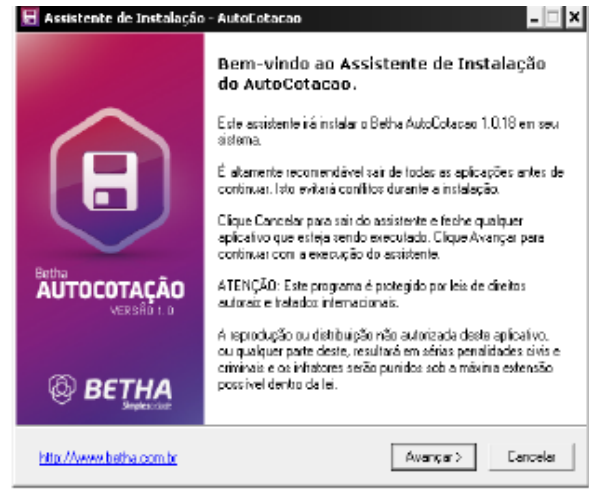 Assistente de Instalação - AutoCotacao
Bem-vindo ao Assistente de Instalação
do AutoCotacao.
Este assistente irá instalar o Betha AutoCotacao 1.0.18 em seu
sistema.
É altamente recomendável sair de todas as aplicações antes de
continuar. Isto evitará conflitos durante a instalação.
Clique Cancelar para sair do assistente e feche qualquer
aplicativo que esteja sendo executado. Clique Avançar para
continuar com a execução do assistente.
ATENÇÃO: Este programa é protegido por leis de direitos
autorais e tratados internacionais.
A reprodução ou distribuição não autorizada deste aplicativo,
ou qualquer parte deste, resultará em sérias penalidades civis e
criminais e os infratores serão punidos sob a máxima extensão
possível dentro da lei.
Betha
AUTOCOTAÇÃO
VERSÃO 1.0
BETHA
Simples
http://www.betha.com.br
Avançar >
Cancelar